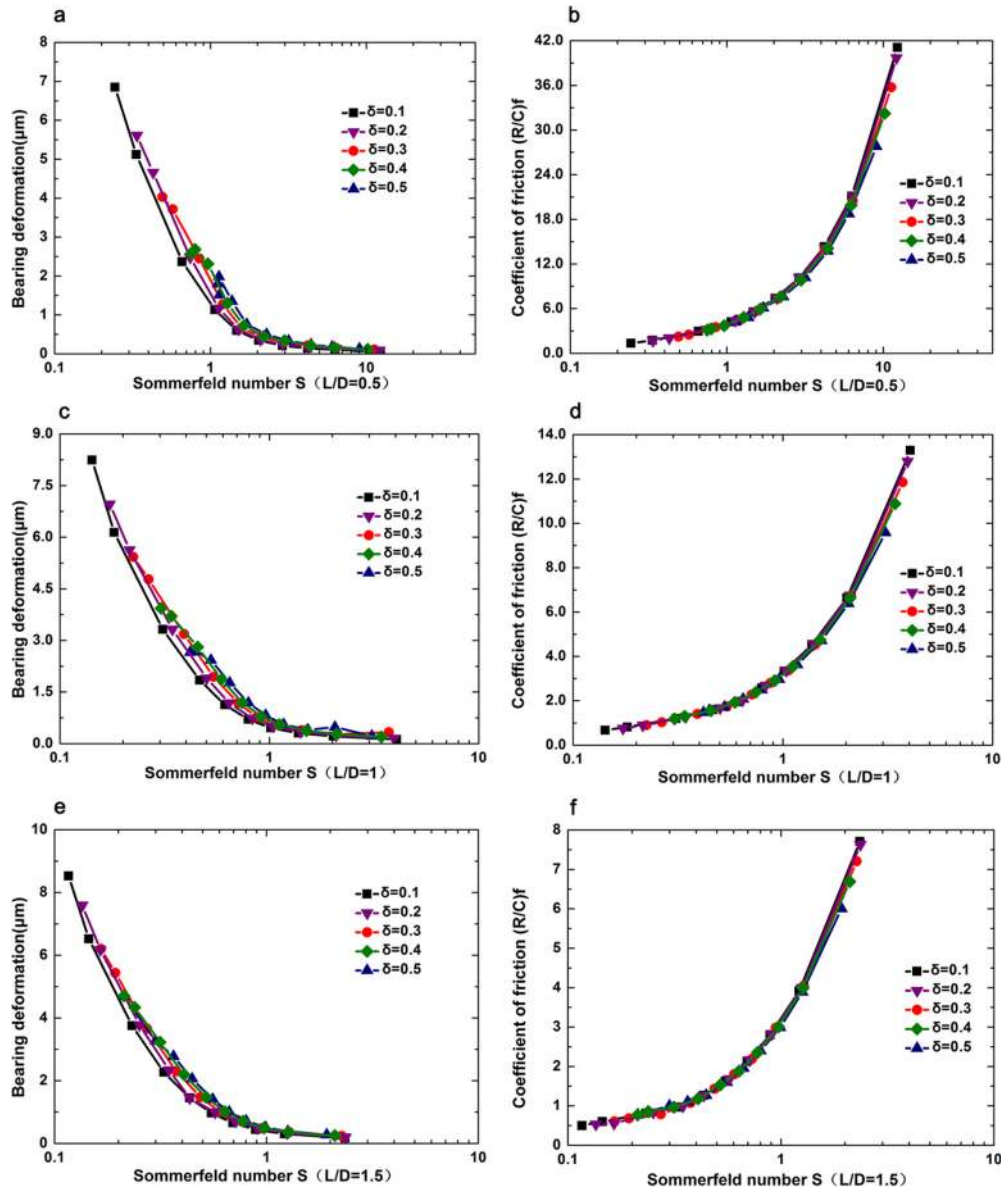 a
8
7
6
5
4
3
2
1
0
0.1
1
10
Bearing deformation(μm)
Sommerfeld number S（L/D=0.5）
δ=0.1
δ=0.2
δ=0.3
δ=0.4
δ=0.5
b
42.0
36.0
30.0
24.0
18.0
12.0
6.0
0.0
0.1
1
10
Coefficient of friction (R/C)f
Sommerfeld number S（L/D=0.5）
δ=0.1
δ=0.2
δ=0.3
δ=0.4
δ=0.5
c
9.0
7.5
6.0
4.5
3.0
1.5
0.0
0.1
1
10
Bearing deformation(μm)
Sommerfeld number S（L/D=1）
δ=0.1
δ=0.2
δ=0.3
δ=0.4
δ=0.5
d
14.0
12.0
10.0
8.0
6.0
4.0
2.0
0.0
0.1
1
10
Coefficient of friction (R/C)f
Sommerfeld number S（L/D=1）
δ=0.1
δ=0.2
δ=0.3
δ=0.4
δ=0.5
e
10
8
6
4
2
0
0.1
1
10
Bearing deformation(μm)
Sommerfeld number S（L/D=1.5）
δ=0.1
δ=0.2
δ=0.3
δ=0.4
δ=0.5
f
8
7
6
5
4
3
2
1
0
0.1
1
10
Coefficient of friction (R/C)f
Sommerfeld number S（L/D=1.5）
δ=0.1
δ=0.2
δ=0.3
δ=0.4
δ=0.5